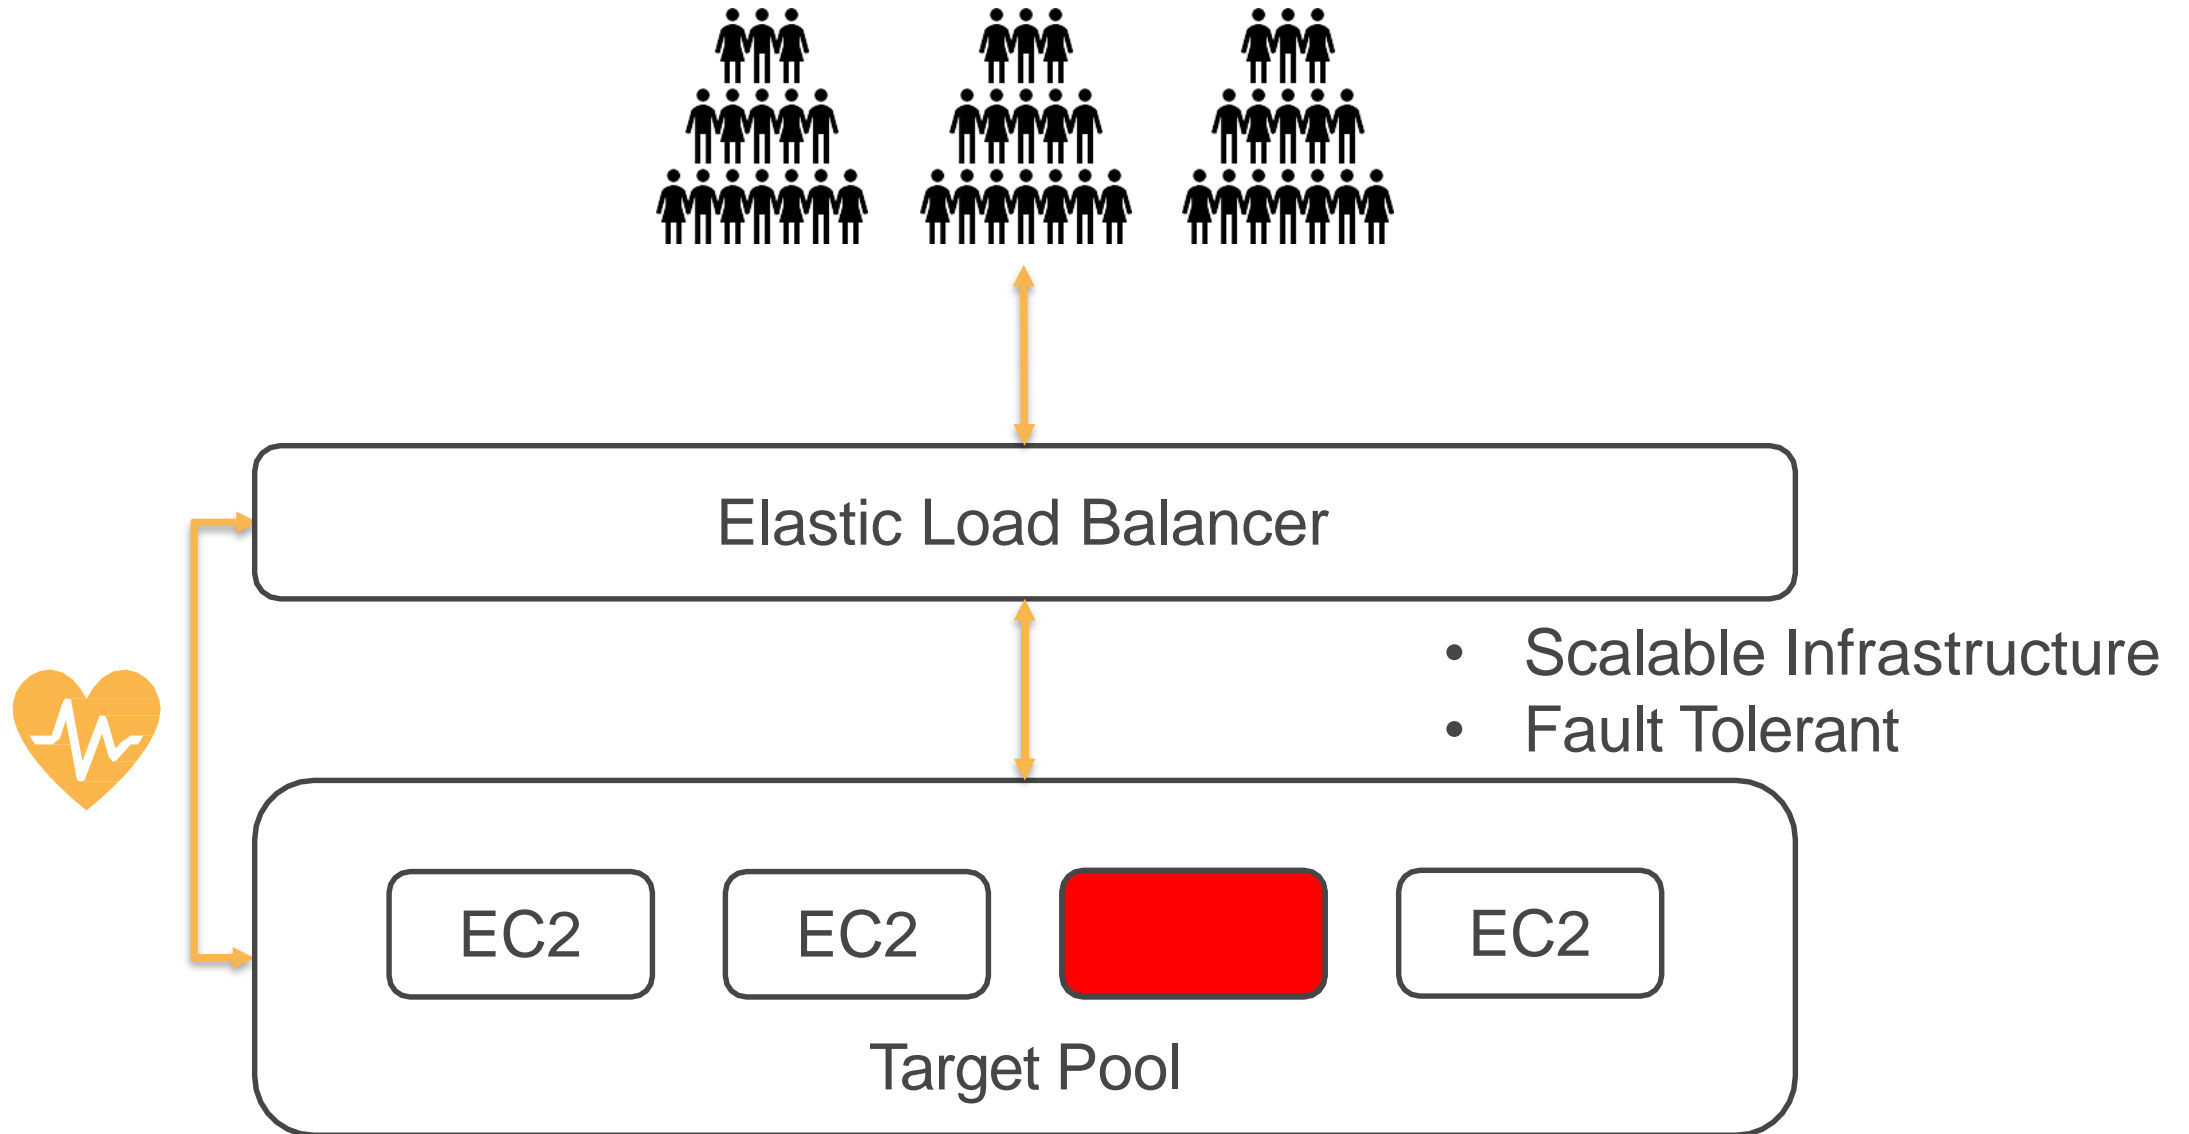 Elastic Load Balancer
• Scalable Infrastructure
• Fault Tolerant
EC2
EC2
EC2
Target Pool